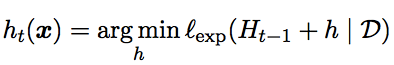 h_t(𝒙) = arg min_h ℓ_exp(H_{t−1} + h | 𝒟)